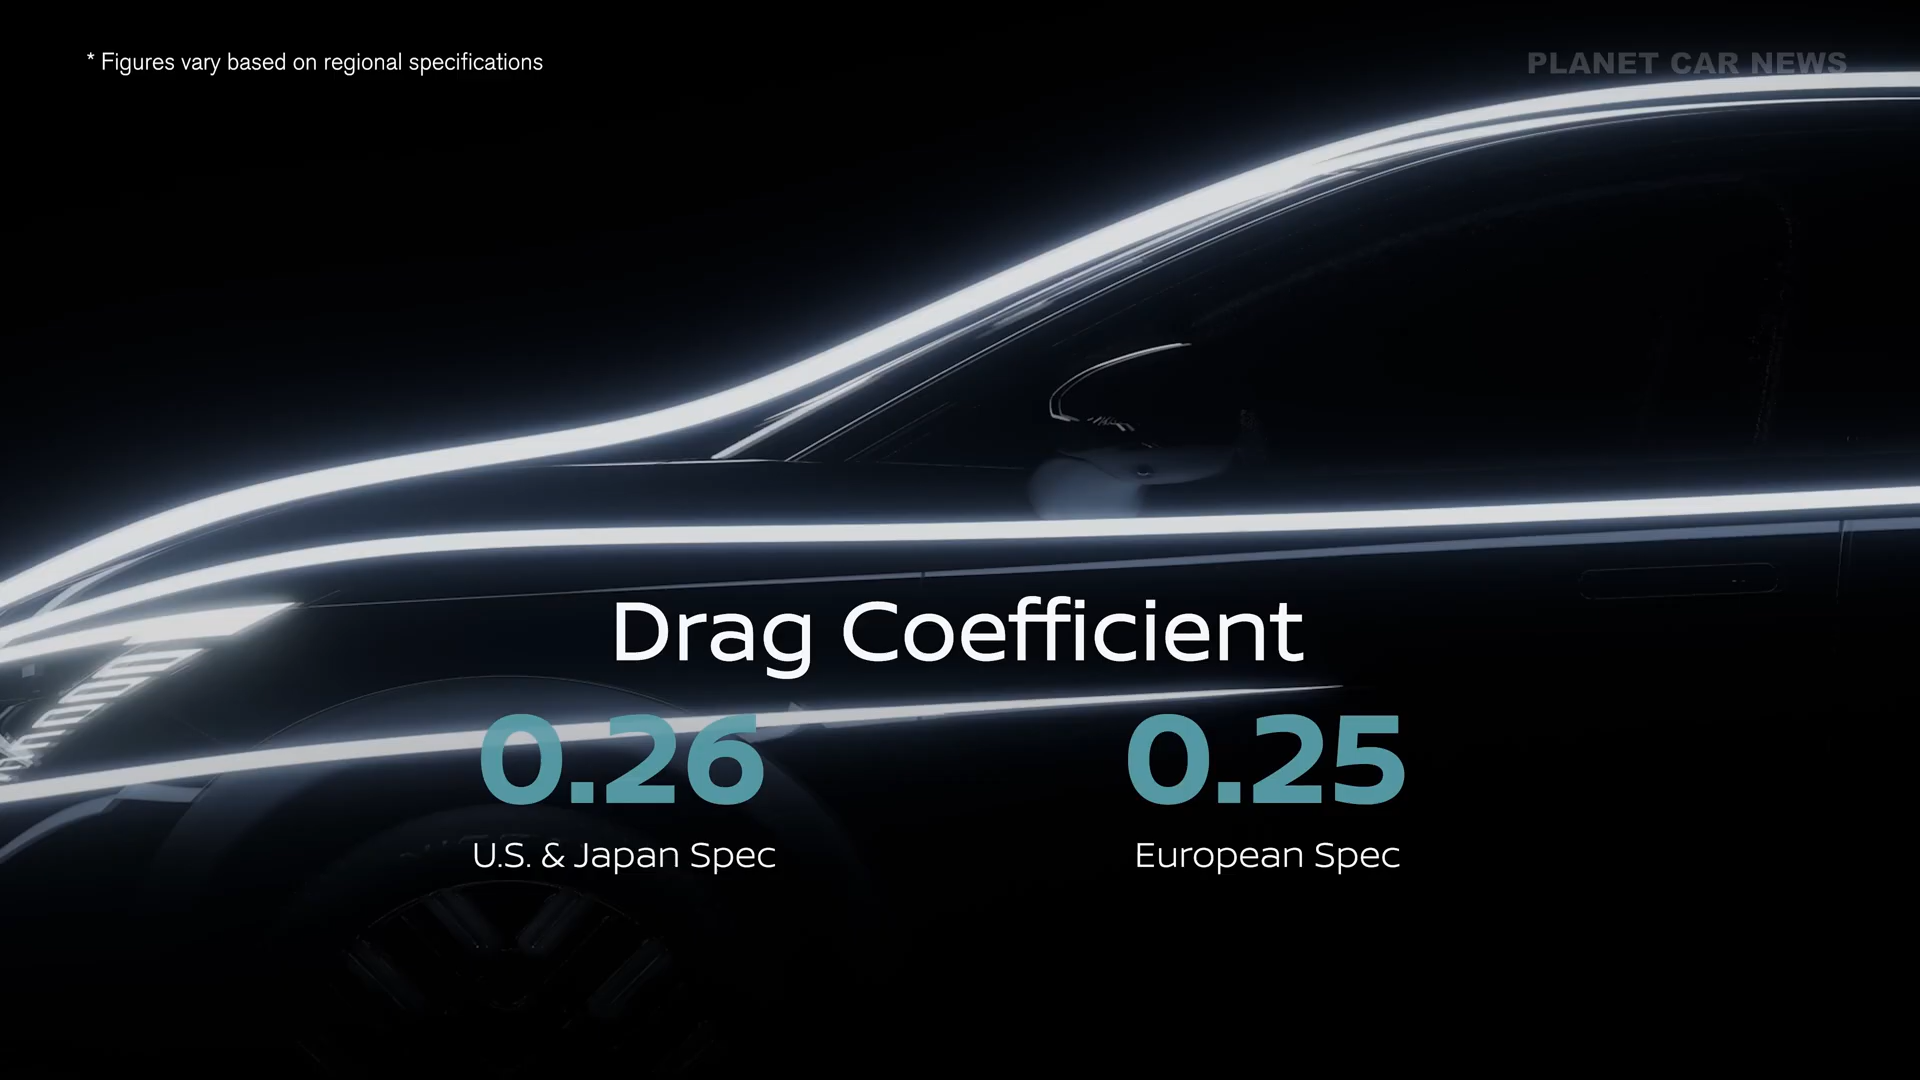 * Figures vary based on regional specifications
PLANET CAR NEWS
Drag Coefficient
0.26
0.25
U.S. & Japan Spec
European Spec